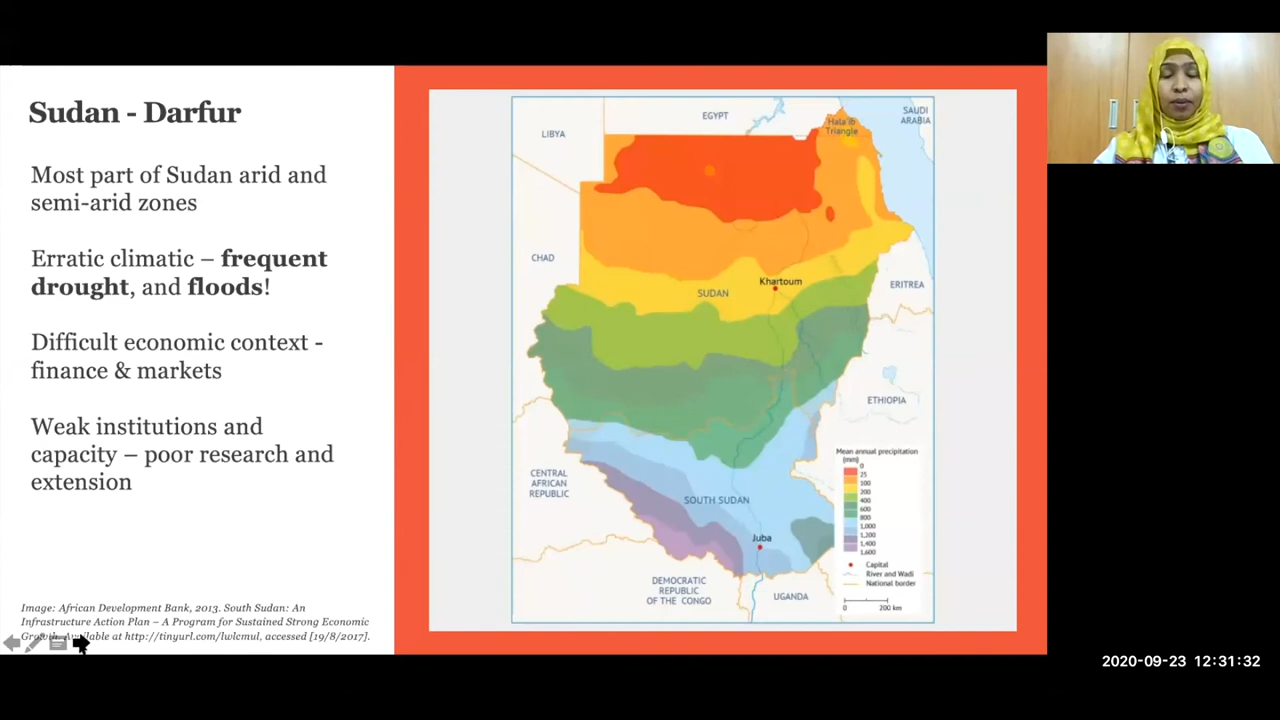 Sudan - Darfur
Most part of Sudan arid and
semi-arid zones
Erratic climatic – frequent
drought, and floods!
Difficult economic context -
finance & markets
Weak institutions and
capacity – poor research and
extension
Image: African Development Bank, 2013. South Sudan: An
Infrastructure Action Plan – A Program for Sustained Strong Economic
Growth. Available at http://tinyurl.com/lwlcmul, accessed [19/8/2017].
EGYPT
LIBYA
SAUDI
ARABIA
Hala'ib
Triangle
CHAD
Khartoum
SUDAN
ERITREA
ETHIOPIA
CENTRAL
AFRICAN
REPUBLIC
SOUTH SUDAN
Juba
DEMOCRATIC
REPUBLIC
OF THE CONGO
UGANDA
Mean annual precipitation
(mm)
0
25
100
200
400
600
800
1,000
1,200
1,400
1,600
Capital
River and Wadi
National border
0 200 km
2020-09-23 12:31:32